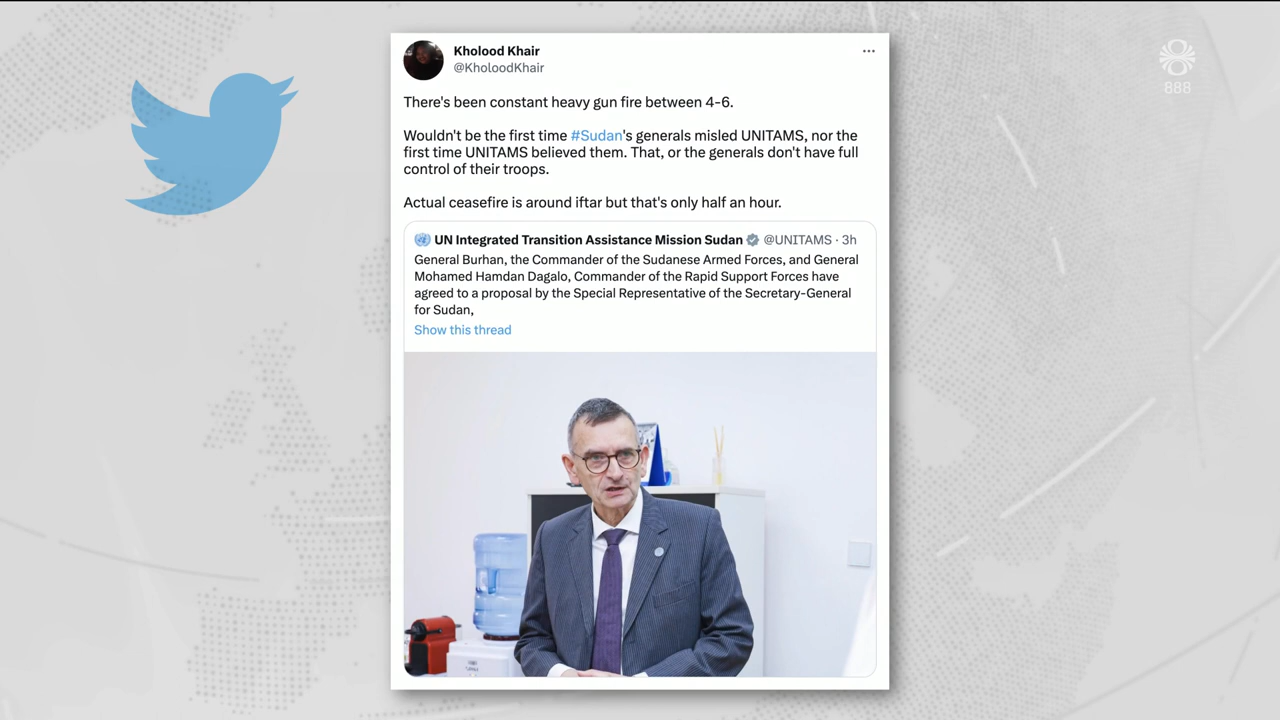 Kholood Khair
@KholoodKhair
888
There's been constant heavy gun fire between 4-6.
Wouldn't be the first time #Sudan's generals misled UNITAMS, nor the
first time UNITAMS believed them. That, or the generals don't have full
control of their troops.
Actual ceasefire is around iftar but that's only half an hour.
UN Integrated Transition Assistance Mission Sudan @UNITAMS · 3h
General Burhan, the Commander of the Sudanese Armed Forces, and General
Mohamed Hamdan Dagalo, Commander of the Rapid Support Forces have
agreed to a proposal by the Special Representative of the Secretary-General
for Sudan,
Show this thread